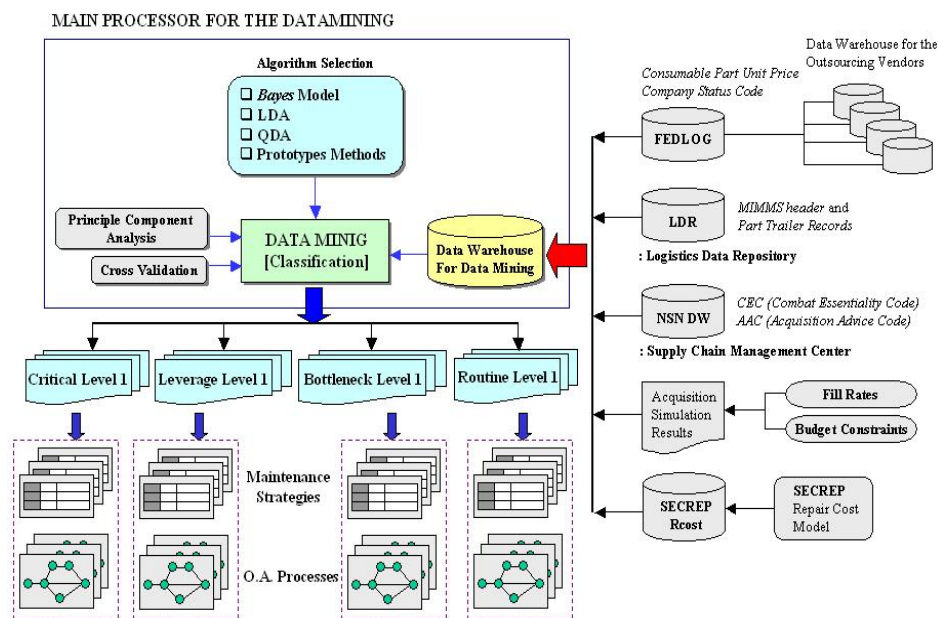 MAIN PROCESSOR FOR THE DATAMINING
Algorithm Selection
Bayes Model
LDA
QDA
Prototypes Methods
Principle Component
Analysis
Cross Validation
DATA MINIG
[Classification]
Data Warehouse
For Data Mining
Critical Level 1
Leverage Level 1
Bottleneck Level 1
Routine Level 1
Maintenance
Strategies
O.A. Processes
Data Warehouse for the
Outsourcing Vendors
Consumable Part Unit Price
Company Status Code
FEDLOG
LDR
MIMMS header and
Part Trailer Records
: Logistics Data Repository
NSN DW
CEC (Combat Essentiality Code)
AAC (Acquisition Advice Code)
: Supply Chain Management Center
Acquisition
Simulation
Results
Fill Rates
Budget Constraints
SECREP
Rcost
SECREP
Repair Cost
Model